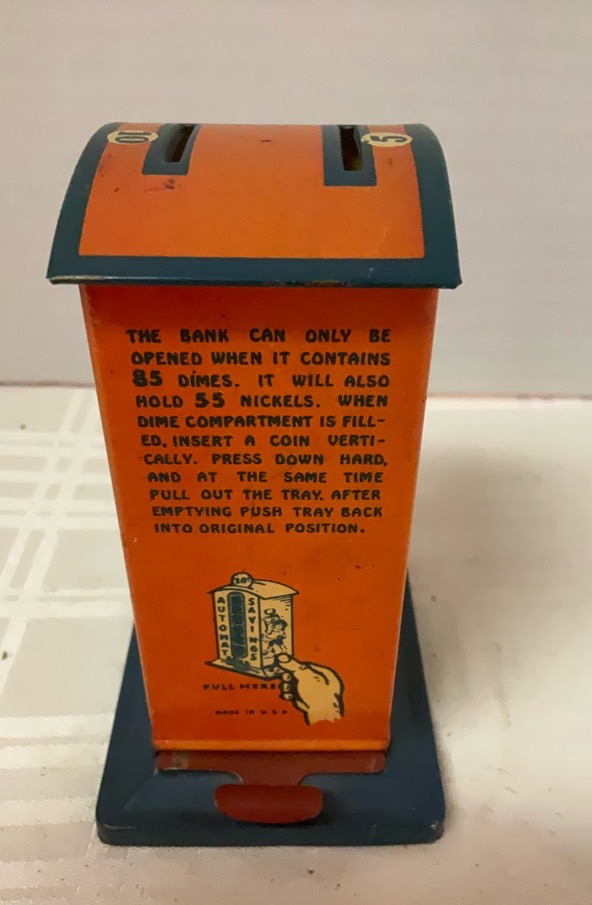 10
5
THE BANK CAN ONLY BE
OPENED WHEN IT CONTAINS
85 DIMES. IT WILL ALSO
HOLD 55 NICKELS. WHEN
DIME COMPARTMENT IS FILL-
ED, INSERT A COIN VERTI-
CALLY. PRESS DOWN HARD,
AND AT THE SAME TIME
PULL OUT THE TRAY. AFTER
EMPTYING PUSH TRAY BACK
INTO ORIGINAL POSITION.
10¢
AUTOMAT
SAVINGS
PULL HERE
MADE IN U.S.A